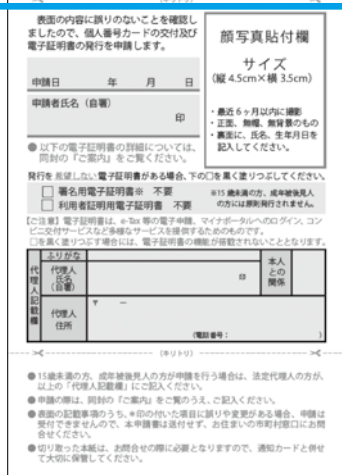 (キリトリ)
表面の内容に誤りのないことを確認し
ましたので、個人番号カードの交付及び
電子証明書の発行を申請します。
申請日 年 月 日
申請者氏名(自署)
印
顔写真貼付欄
サイズ
(縦 4.5cm×横 3.5cm)
・最近6ヶ月以内に撮影
・正面、無帽、無背景のもの
・裏面に、氏名、生年月日を
記入してください。
●以下の電子証明書の詳細については、
同封の『ご案内』をご覧ください。
発行を希望しない電子証明書がある場合、下の□を黒く塗りつぶしてください。
□ 署名用電子証明書※ 不要
□ 利用者証明用電子証明書 不要
※15歳未満の方、成年被後見人
の方には原則発行されません。
【ご注意】電子証明書は、e-Tax 等の電子申請、マイナポータルへのログイン、コン
ビニ交付サービスなど多様なサービスを提供するためのものです。
□を黒く塗りつぶす場合には、電子証明書の機能が搭載されないこととなります。
代理人記載欄
ふりがな
代理人
氏名
(自署)
印
本人
との
関係
代理人
住所
〒 −
(電話番号: )
(キリトリ)
●15歳未満の方、成年被後見人の方が申請を行う場合は、法定代理人の方が、
以上の「代理人記載欄」にご記入ください。
●申請の際は、同封の『ご案内』をご覧のうえ、ご記入ください。
●表面の記載事項のうち、*印の付いた項目に誤りや変更がある場合、申請は
受付できませんので、本申請書は送付せず、お住まいの市町村窓口にお問
合せください。
●切り取った本紙は、お問合せの際に必要となりますので、通知カードと併せ
て大切に保管してください。